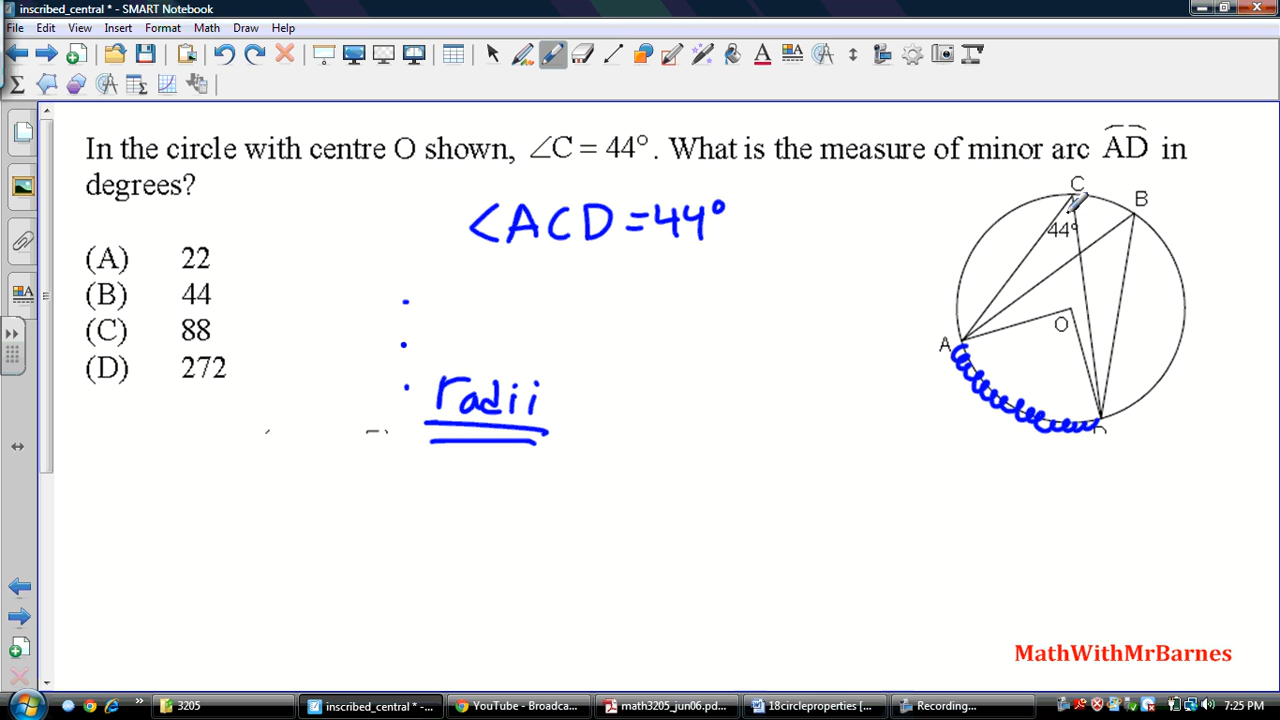 inscribed_central * - SMART Notebook
File Edit View Insert Format Math Draw Help
In the circle with centre O shown, ∠C = 44°. What is the measure of minor arc AD in
degrees?
<ACD=44°
(A) 22
(B) 44
(C) 88
(D) 272
radii
C
B
44°
O
A
D
MathWithMrBarnes
3205
inscribed_central * -...
YouTube - Broadca...
math3205_jun06.pd...
18circleproperties [...
Recording...
7:25 PM